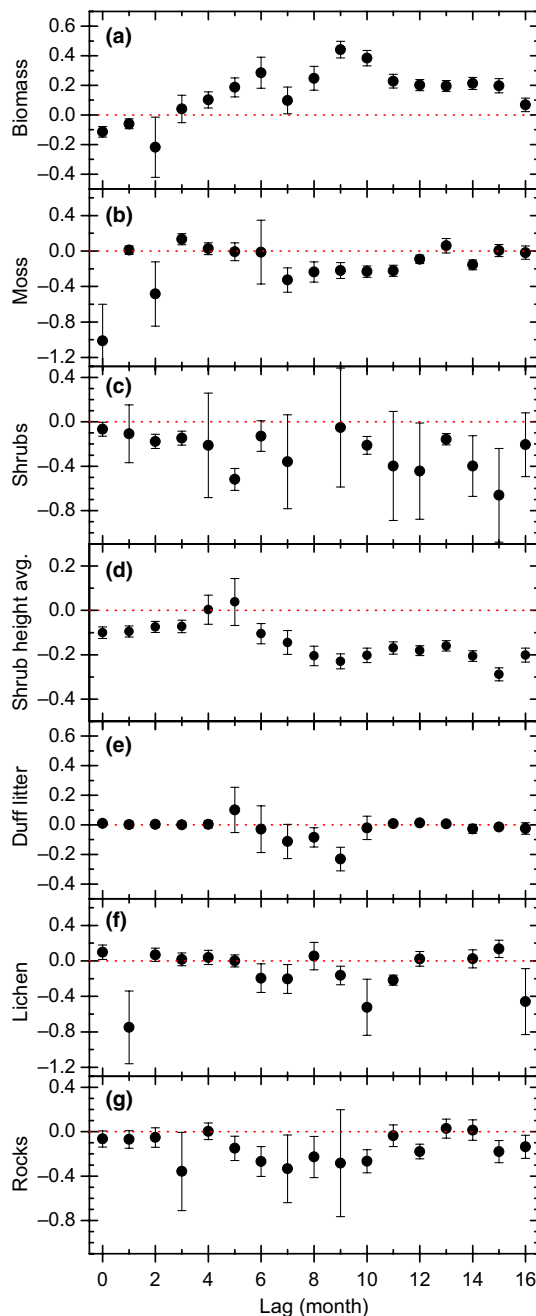 (a)
Biomass
0.6
0.4
0.2
0.0
−0.2
−0.4
(b)
Moss
0.4
0.0
−0.4
−0.8
−1.2
(c)
Shrubs
0.4
0.0
−0.4
−0.8
(d)
Shrub height avg.
0.2
0.0
−0.2
−0.4
(e)
Duff litter
0.6
0.4
0.2
0.0
−0.2
−0.4
(f)
Lichen
0.4
0.0
−0.4
−0.8
−1.2
(g)
Rocks
0.4
0.0
−0.4
−0.8
0 2 4 6 8 10 12 14 16
Lag (month)